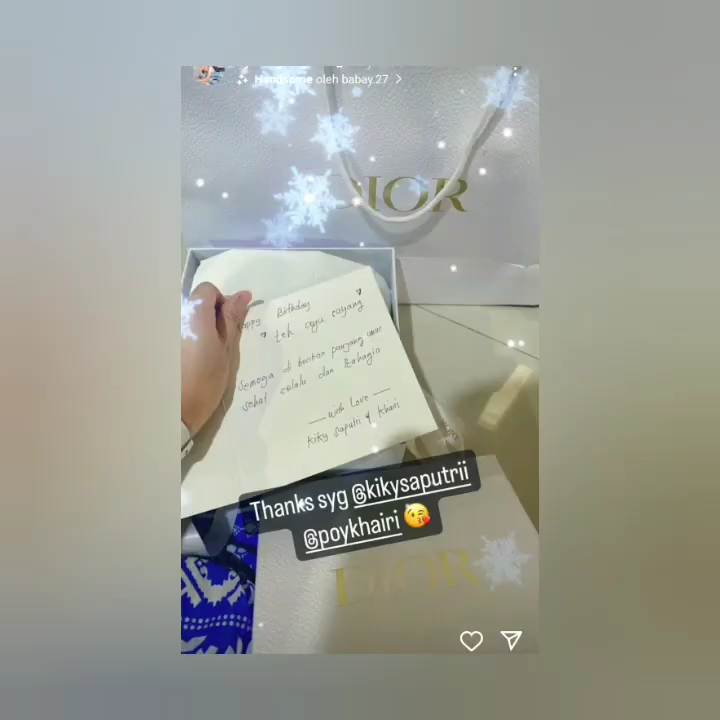 Handsome oleh babay.27
DIOR
Happy Birthday
" teh ayu sayang "
Semoga di berikan panjang umur
sehat selalu dan Bahagia
— with Love —
Kiky Saputri & Khairi
Thanks syg @kikysaputrii
@poykhairi
DIOR